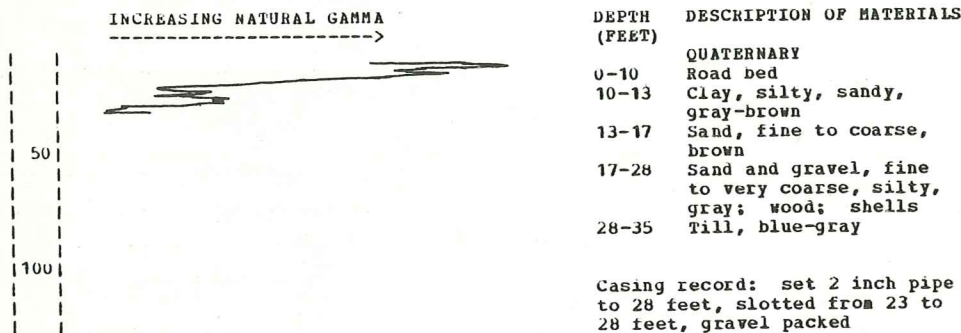 INCREASING NATURAL GAMMA
------------------------->
50
100
DEPTH DESCRIPTION OF MATERIALS
(FEET)
QUATERNARY
0-10 Road bed
10-13 Clay, silty, sandy,
gray-brown
13-17 Sand, fine to coarse,
brown
17-28 Sand and gravel, fine
to very coarse, silty,
gray; wood; shells
28-35 Till, blue-gray
Casing record: set 2 inch pipe
to 28 feet, slotted from 23 to
28 feet, gravel packed